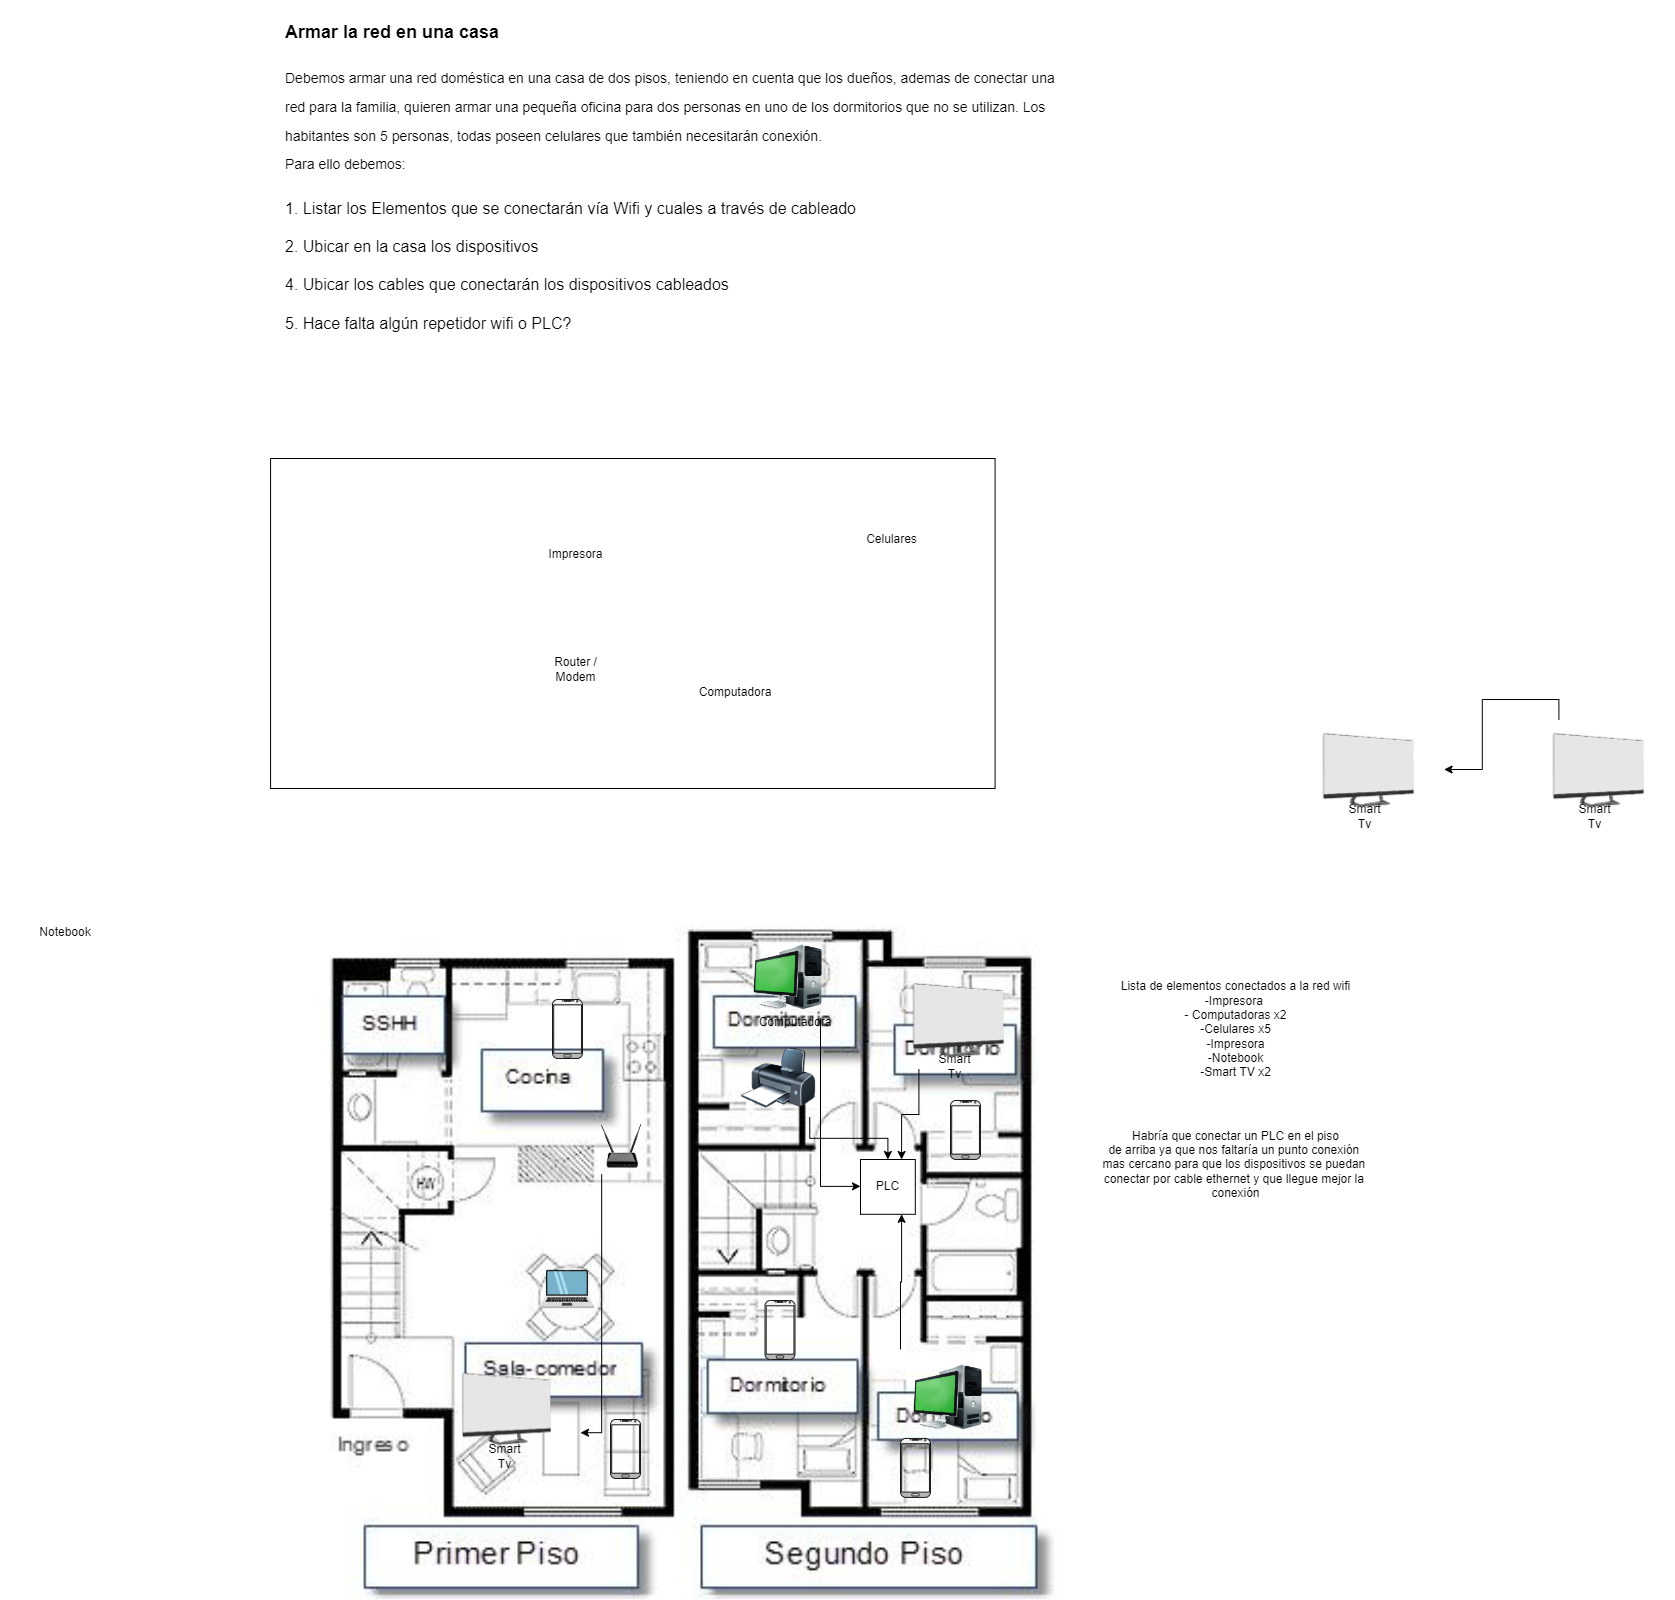 Armar la red en una casa
Debemos armar una red doméstica en una casa de dos pisos, teniendo en cuenta que los dueños, ademas de conectar una
red para la familia, quieren armar una pequeña oficina para dos personas en uno de los dormitorios que no se utilizan. Los
habitantes son 5 personas, todas poseen celulares que también necesitarán conexión.
Para ello debemos:
1. Listar los Elementos que se conectarán vía Wifi y cuales a través de cableado
2. Ubicar en la casa los dispositivos
4. Ubicar los cables que conectarán los dispositivos cableados
5. Hace falta algún repetidor wifi o PLC?
Celulares
Impresora
Router /
Modem
Computadora
Smart
Tv
Smart
Tv
Notebook
SSHH
Cocina
HW
Sala-comedor
Smart
Tv
Ingreso
Primer Piso
Dormitorio
Computadora
Dormitorio
Smart
Tv
PLC
Dormitorio
Dormitorio
Segundo Piso
Lista de elementos conectados a la red wifi
-Impresora
- Computadoras x2
-Celulares x5
-Impresora
-Notebook
-Smart TV x2
Habría que conectar un PLC en el piso
de arriba ya que nos faltaría un punto conexión
mas cercano para que los dispositivos se puedan
conectar por cable ethernet y que llegue mejor la
conexión